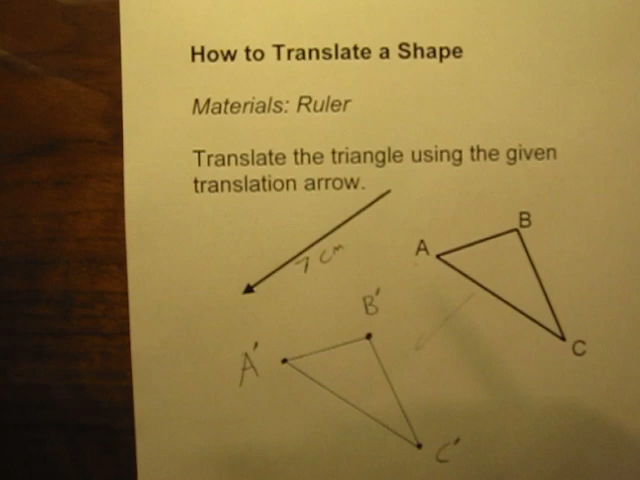 How to Translate a Shape
Materials: Ruler
Translate the triangle using the given
translation arrow.
7 cm
A
B
C
A'
B'
C'